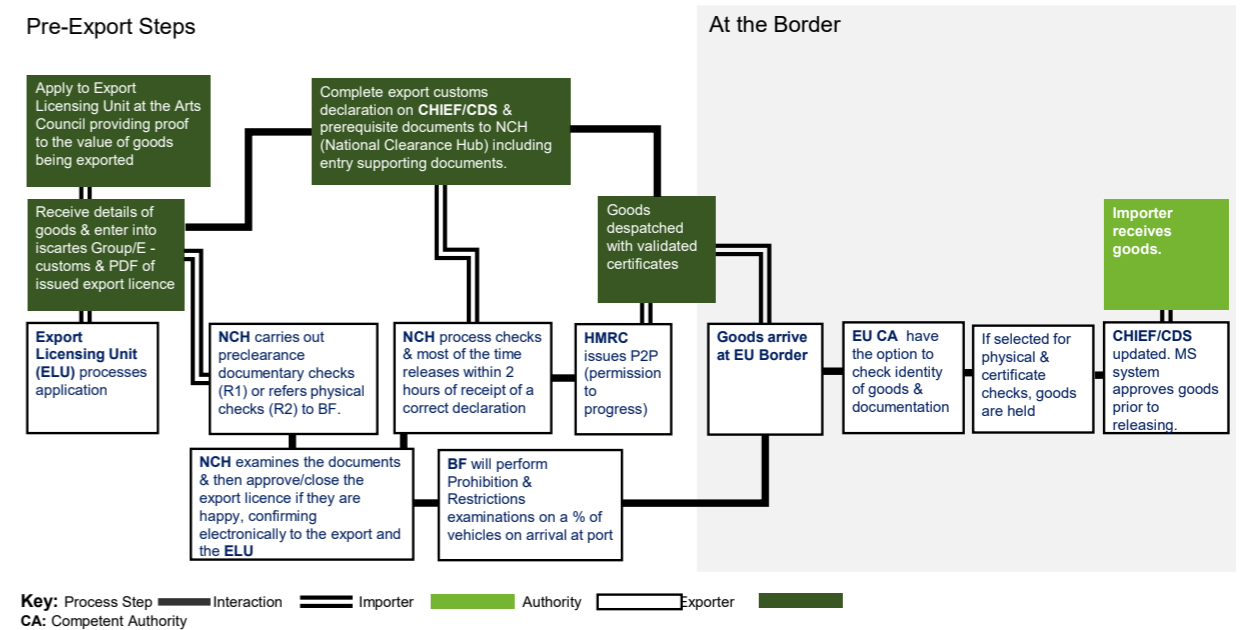 Pre-Export Steps
At the Border
Apply to Export
Licensing Unit at the Arts
Council providing proof
to the value of goods
being exported
Complete export customs
declaration on CHIEF/CDS &
prerequisite documents to NCH
(National Clearance Hub) including
entry supporting documents.
Receive details of
goods & enter into
iscartes Group/E -
customs & PDF of
issued export licence
Goods
despatched
with validated
certificates
Importer
receives
goods.
Export
Licensing Unit
(ELU) processes
application
NCH carries out
preclearance
documentary checks
(R1) or refers physical
checks (R2) to BF.
NCH process checks
& most of the time
releases within 2
hours of receipt of a
correct declaration
HMRC
issues P2P
(permission
to
progress)
Goods arrive
at EU Border
EU CA have
the option to
check identity
of goods &
documentation
If selected for
physical &
certificate
checks, goods
are held
CHIEF/CDS
updated. MS
system
approves goods
prior to
releasing.
NCH examines the documents
& then approve/close the
export licence if they are
happy, confirming
electronically to the export and
the ELU
BF will perform
Prohibition &
Restrictions
examinations on a % of
vehicles on arrival at port
Key: Process Step Interaction Importer Authority Exporter
CA: Competent Authority